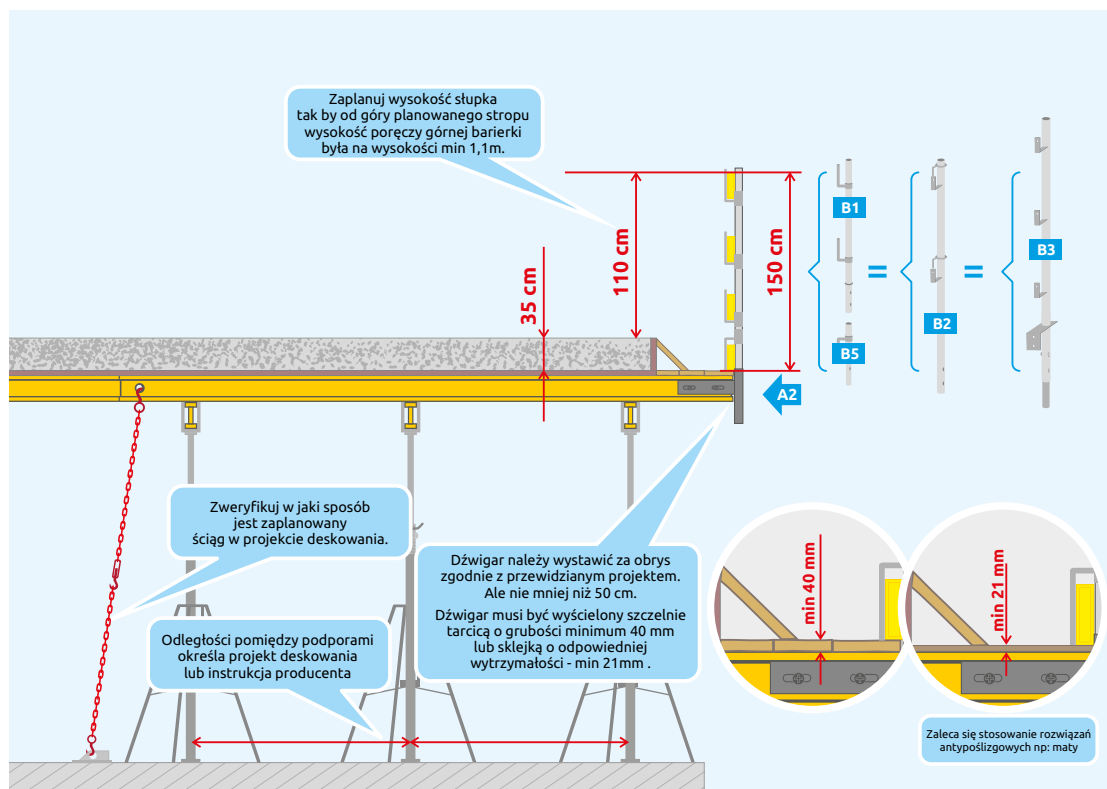 Zaplanuj wysokość słupka
tak by od góry planowanego stropu
wysokość poręczy górnej barierki
była na wysokości min 1,1m.
35 cm
110 cm
150 cm
B1
B5
=
B2
=
B3
A2
Zweryfikuj w jaki sposób
jest zaplanowany
ściąg w projekcie deskowania.
Odległości pomiędzy podporami
określa projekt deskowania
lub instrukcja producenta
Dźwigar należy wystawić za obrys
zgodnie z przewidzianym projektem.
Ale nie mniej niż 50 cm.
Dźwigar musi być wyścielony szczelnie
tarcicą o grubości minimum 40 mm
lub sklejką o odpowiedniej
wytrzymałości - min 21mm .
min 40 mm
min 21 mm
Zaleca się stosowanie rozwiązań
antypoślizgowych np: maty